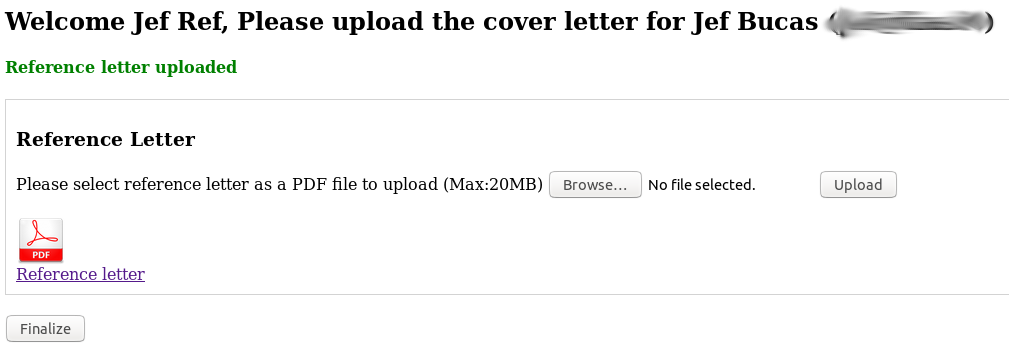 Welcome Jef Ref, Please upload the cover letter for Jef Bucas ( )
Reference letter uploaded
Reference Letter
Please select reference letter as a PDF file to upload (Max:20MB) Browse... No file selected. Upload
PDF
Reference letter
Finalize